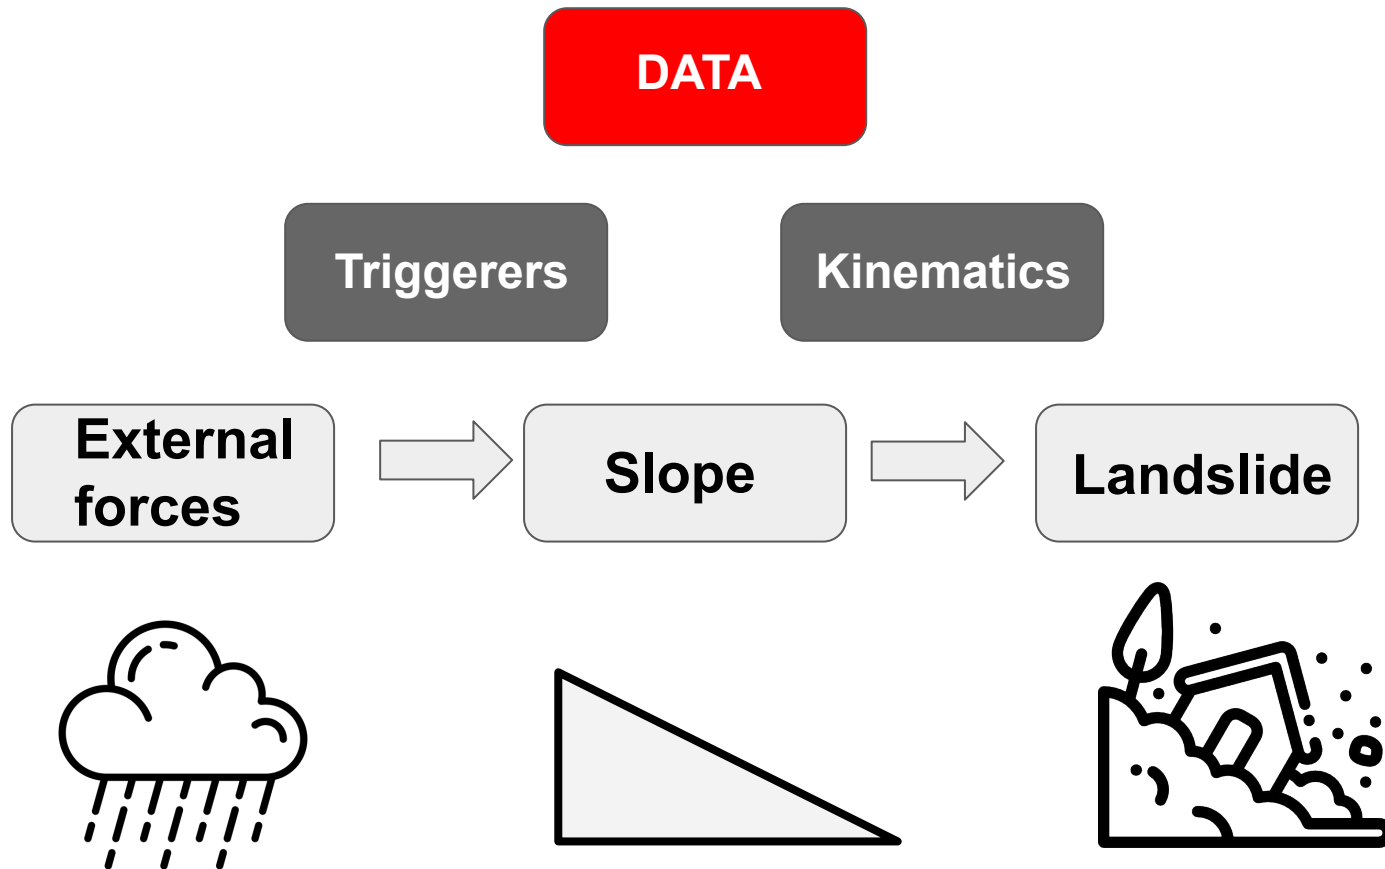 DATA
Triggerers
Kinematics
External
forces
Slope
Landslide